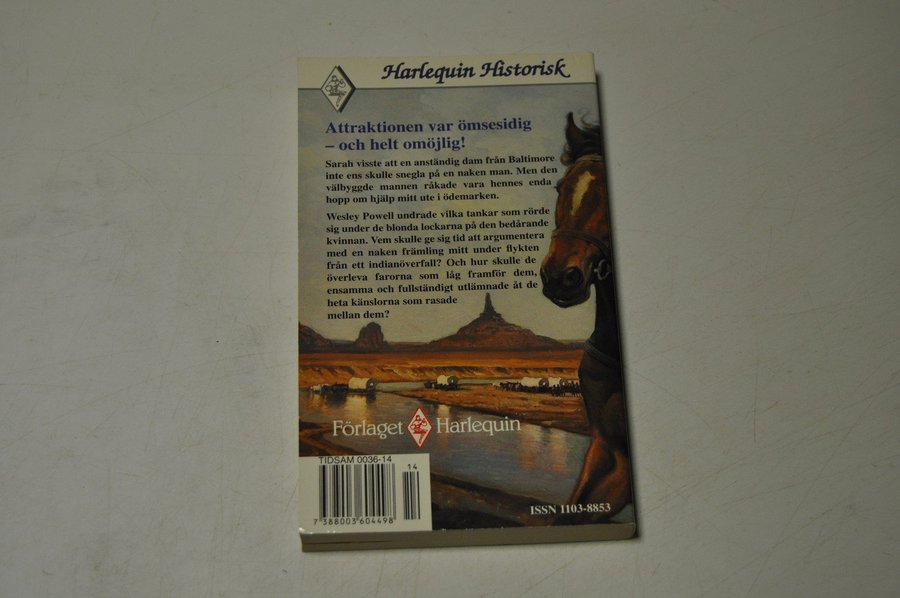 Harlequin Historisk
Attraktionen var ömsesidig
– och helt omöjlig!
Sarah visste att en anständig dam från Baltimore
inte ens skulle snegla på en naken man. Men den
välbyggde mannen råkade vara hennes enda
hopp om hjälp mitt ute i ödemarken.
Wesley Powell undrade vilka tankar som rörde
sig under de blonda lockarna på den bedårande
kvinnan. Vem skulle ge sig tid att argumentera
med en naken främling mitt under flykten
från ett indianöverfall? Och hur skulle de
överleva farorna som låg framför dem,
ensamma och fullständigt utlämnade åt de
heta känslorna som rasade
mellan dem?
Förlaget Harlequin
TIDSAM 0036-14
14
7 388003 604498
ISSN 1103-8853